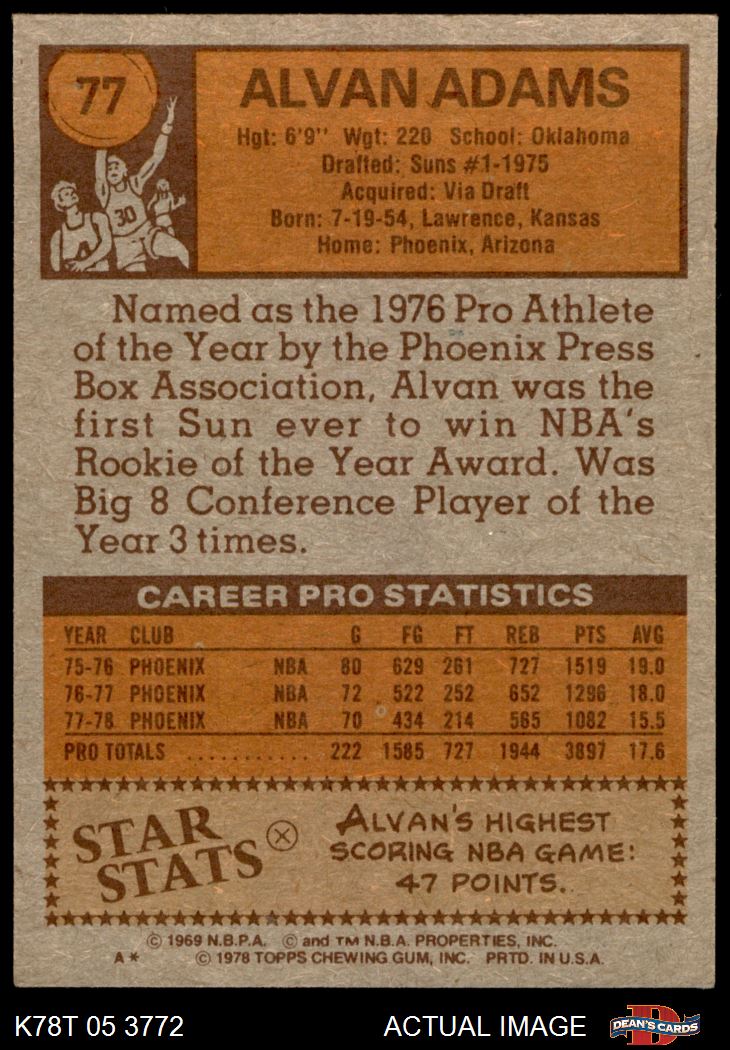 77
ALVAN ADAMS
Hgt: 6'9" Wgt: 220 School: Oklahoma
Drafted: Suns #1-1975
Acquired: Via Draft
Born: 7-19-54, Lawrence, Kansas
Home: Phoenix, Arizona
30
Named as the 1976 Pro Athlete
of the Year by the Phoenix Press
Box Association, Alvan was the
first Sun ever to win NBA's
Rookie of the Year Award. Was
Big 8 Conference Player of the
Year 3 times.
CAREER PRO STATISTICS
YEAR CLUB G FG FT REB PTS AVG
75-76 PHOENIX NBA 80 629 261 727 1519 19.0
76-77 PHOENIX NBA 72 522 252 652 1296 18.0
77-78 PHOENIX NBA 70 434 214 565 1082 15.5
PRO TOTALS ........... 222 1585 727 1944 3897 17.6
STAR
STATS
ALVAN'S HIGHEST
SCORING NBA GAME:
47 POINTS.
© 1969 N.B.P.A. © and TM N.B.A. PROPERTIES, INC.
A* © 1978 TOPPS CHEWING GUM, INC. PRTD. IN U.S.A.
K78T 05 3772 ACTUAL IMAGE
D
DEAN'S CARDS